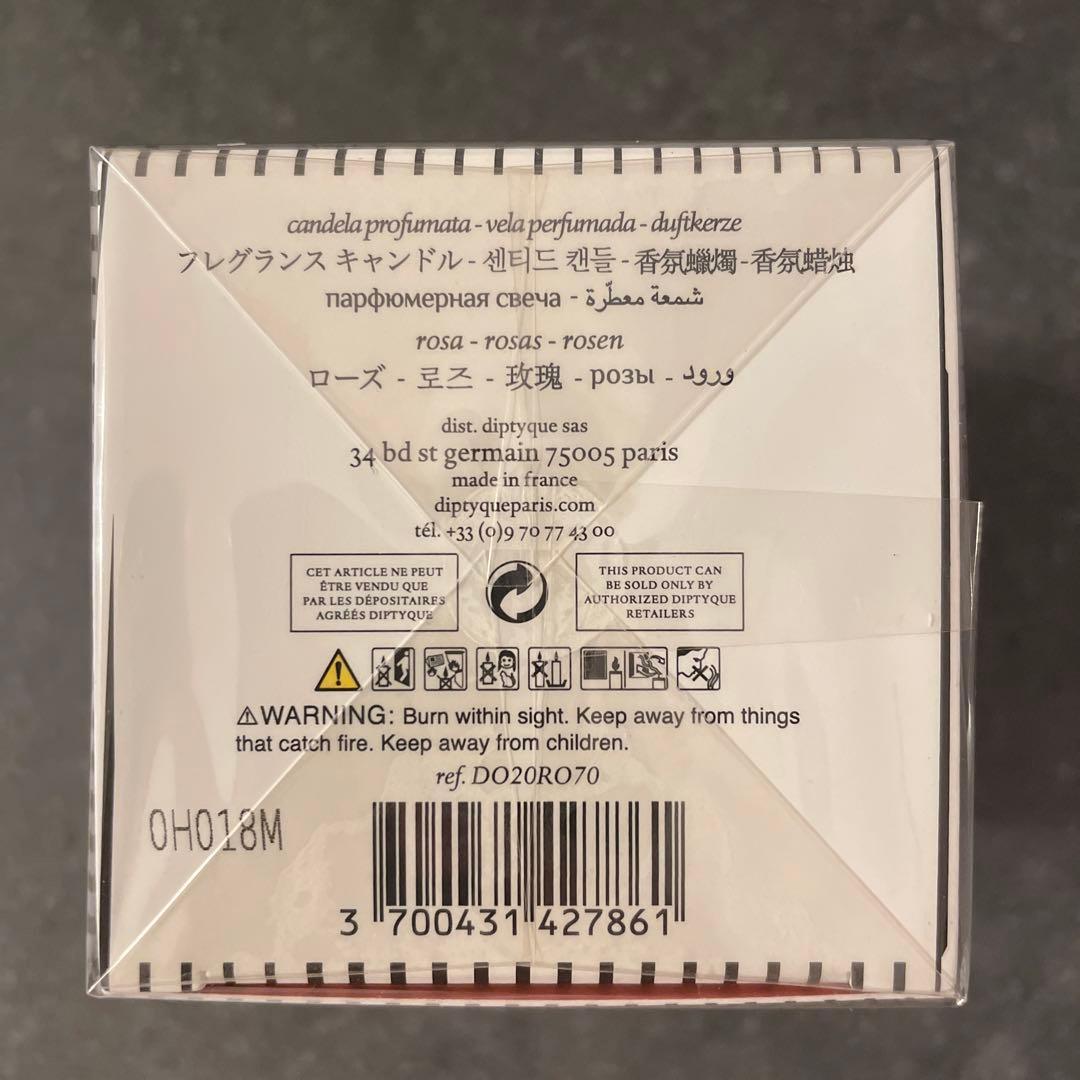 candela profumata - vela perfumada - duftkerze
フレグランス キャンドル - 센티드 캔들 - 香氛蠟燭 - 香氛蜡烛
парфюмерная свеча - شمعة معطّرة
rosa - rosas - rosen
ローズ - 로즈 - 玫瑰 - розы - ورود
dist. diptyque sas
34 bd st germain 75005 paris
made in france
diptyqueparis.com
tél. +33 (0)9 70 77 43 00
CET ARTICLE NE PEUT
ÊTRE VENDU QUE
PAR LES DÉPOSITAIRES
AGRÉÉS DIPTYQUE
THIS PRODUCT CAN
BE SOLD ONLY BY
AUTHORIZED DIPTYQUE
RETAILERS
⚠WARNING: Burn within sight. Keep away from things
that catch fire. Keep away from children.
ref. DO20RO70
0H018M
3 700431 427861